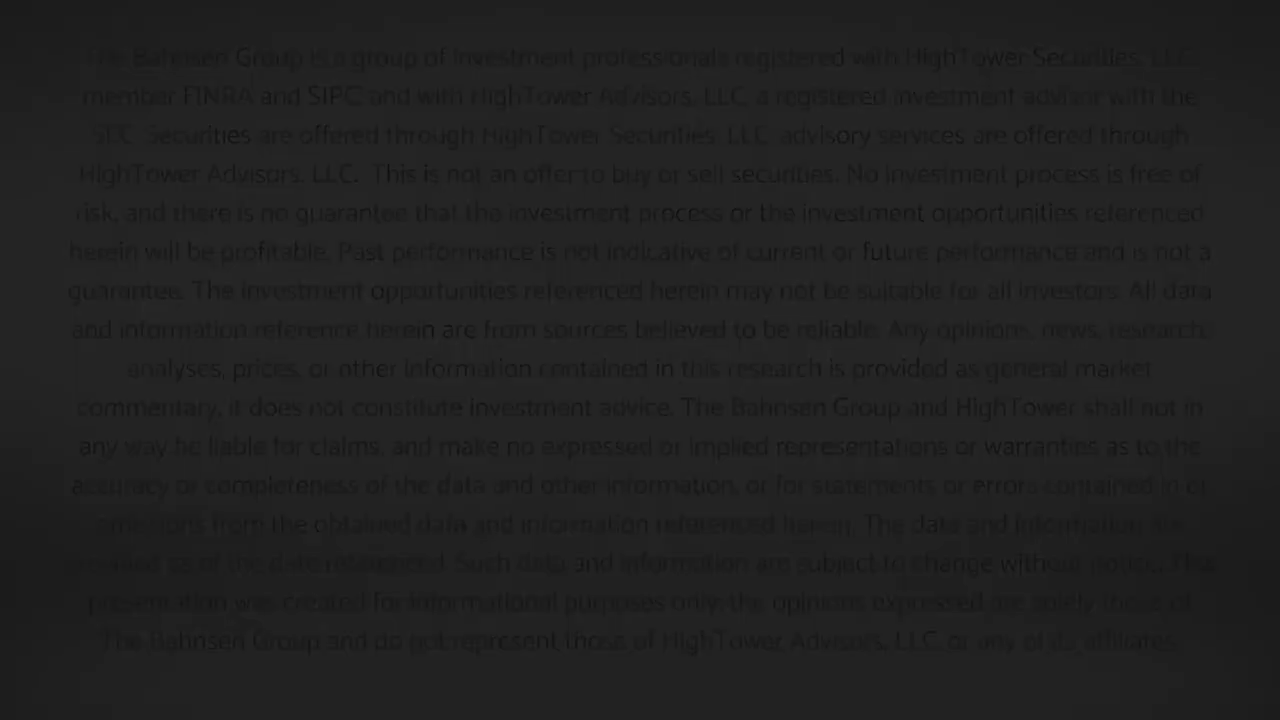 The Bahnsen Group is a group of investment professionals registered with HighTower Securities, LLC,
member FINRA and SIPC, and with HighTower Advisors, LLC, a registered investment advisor with the
SEC. Securities are offered through HighTower Securities, LLC; advisory services are offered through
HighTower Advisors, LLC. This is not an offer to buy or sell securities. No investment process is free of
risk, and there is no guarantee that the investment process or the investment opportunities referenced
herein will be profitable. Past performance is not indicative of current or future performance and is not a
guarantee. The investment opportunities referenced herein may not be suitable for all investors. All data
and information reference herein are from sources believed to be reliable. Any opinions, news, research,
analyses, prices, or other information contained in this research is provided as general market
commentary, it does not constitute investment advice. The Bahnsen Group and HighTower shall not in
any way be liable for claims, and make no expressed or implied representations or warranties as to the
accuracy or completeness of the data and other information, or for statements or errors contained in or
omissions from the obtained data and information referenced herein. The data and information are
provided as of the date referenced. Such data and information are subject to change without notice. This
presentation was created for informational purposes only; the opinions expressed are solely those of
The Bahnsen Group and do not represent those of HighTower Advisors, LLC, or any of its affiliates.